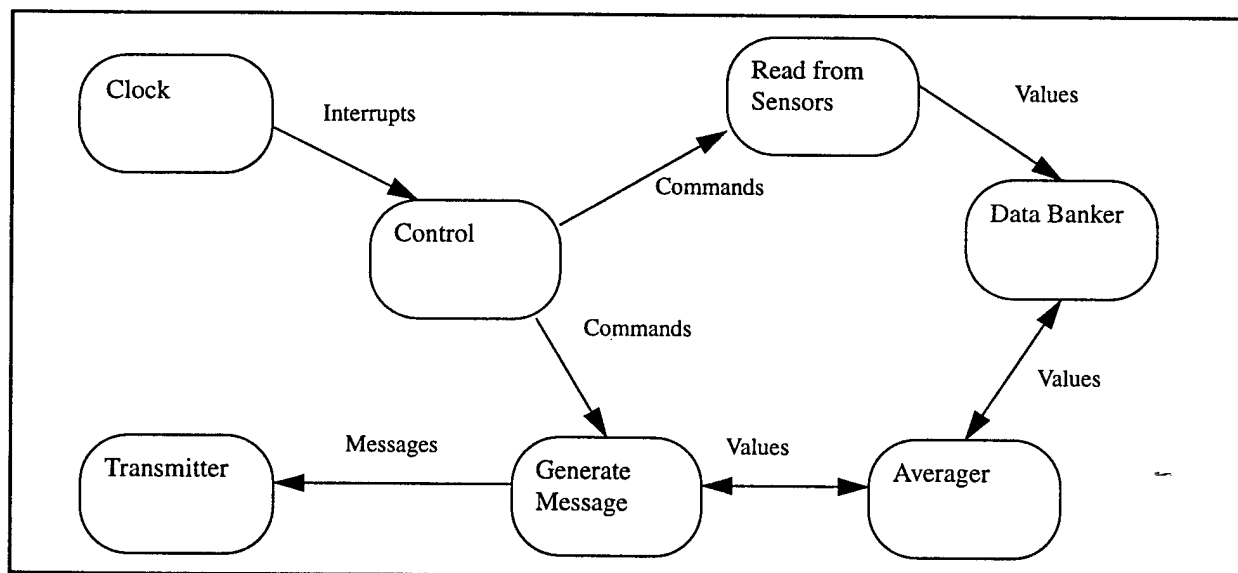 Clock
Interrupts
Read from
Sensors
Values
Commands
Control
Data Banker
Commands
Values
Transmitter
Messages
Generate
Message
Values
Averager